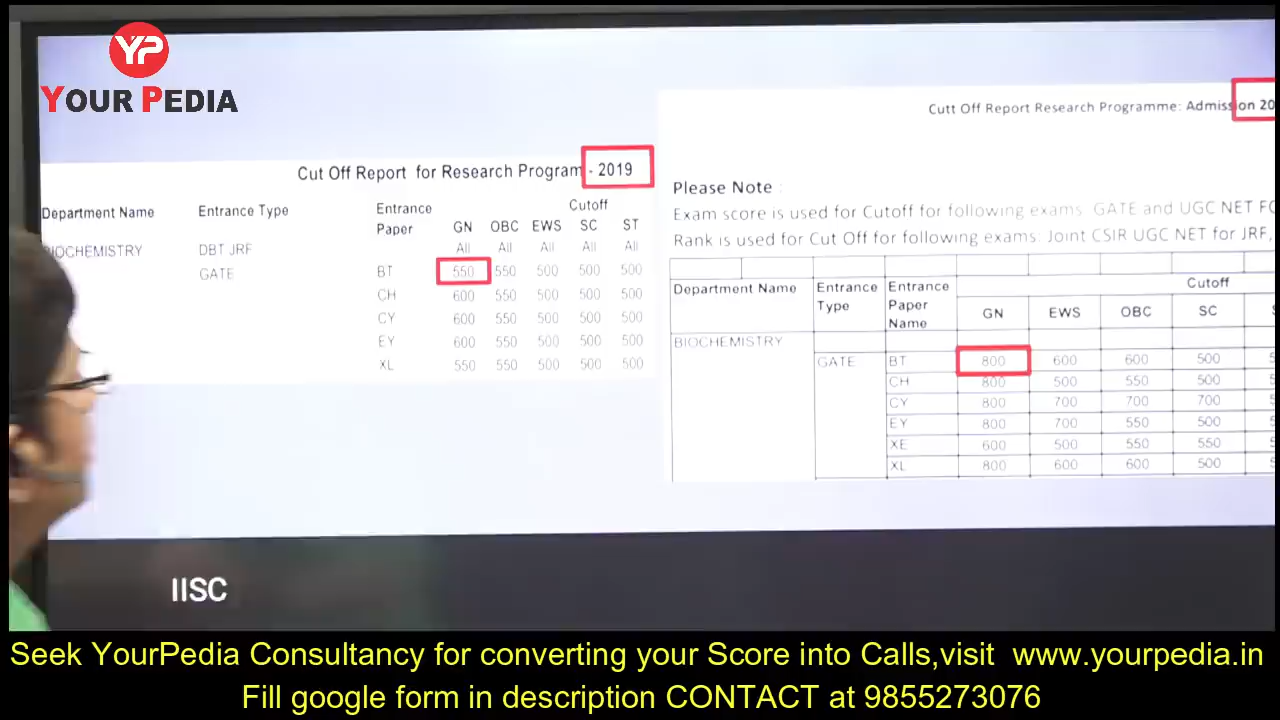 YP
YOUR PEDIA
Cut Off Report for Research Program - 2019
Department Name Entrance Type Entrance Paper Cutoff
GN OBC EWS SC ST
BIOCHEMISTRY DBT JRF All All All All All
GATE BT 550 550 500 500 500
CH 600 550 500 500 500
CY 600 550 500 500 500
EY 600 550 500 500 500
XL 550 550 500 500 500
Cutt Off Report Research Programme: Admission 20
Please Note :
Exam score is used for Cutoff for following exams: GATE and UGC NET FO
Rank is used for Cut Off for following exams: Joint CSIR UGC NET for JRF,
Department Name Entrance Type Entrance Paper Name Cutoff
GN EWS OBC SC S
BIOCHEMISTRY
GATE BT 800 600 600 500 5
CH 800 500 550 500 5
CY 800 700 700 700 5
EY 800 700 550 500 5
XE 600 500 550 550 5
XL 800 600 600 500 5
IISC
Seek YourPedia Consultancy for converting your Score into Calls,visit www.yourpedia.in
Fill google form in description CONTACT at 9855273076